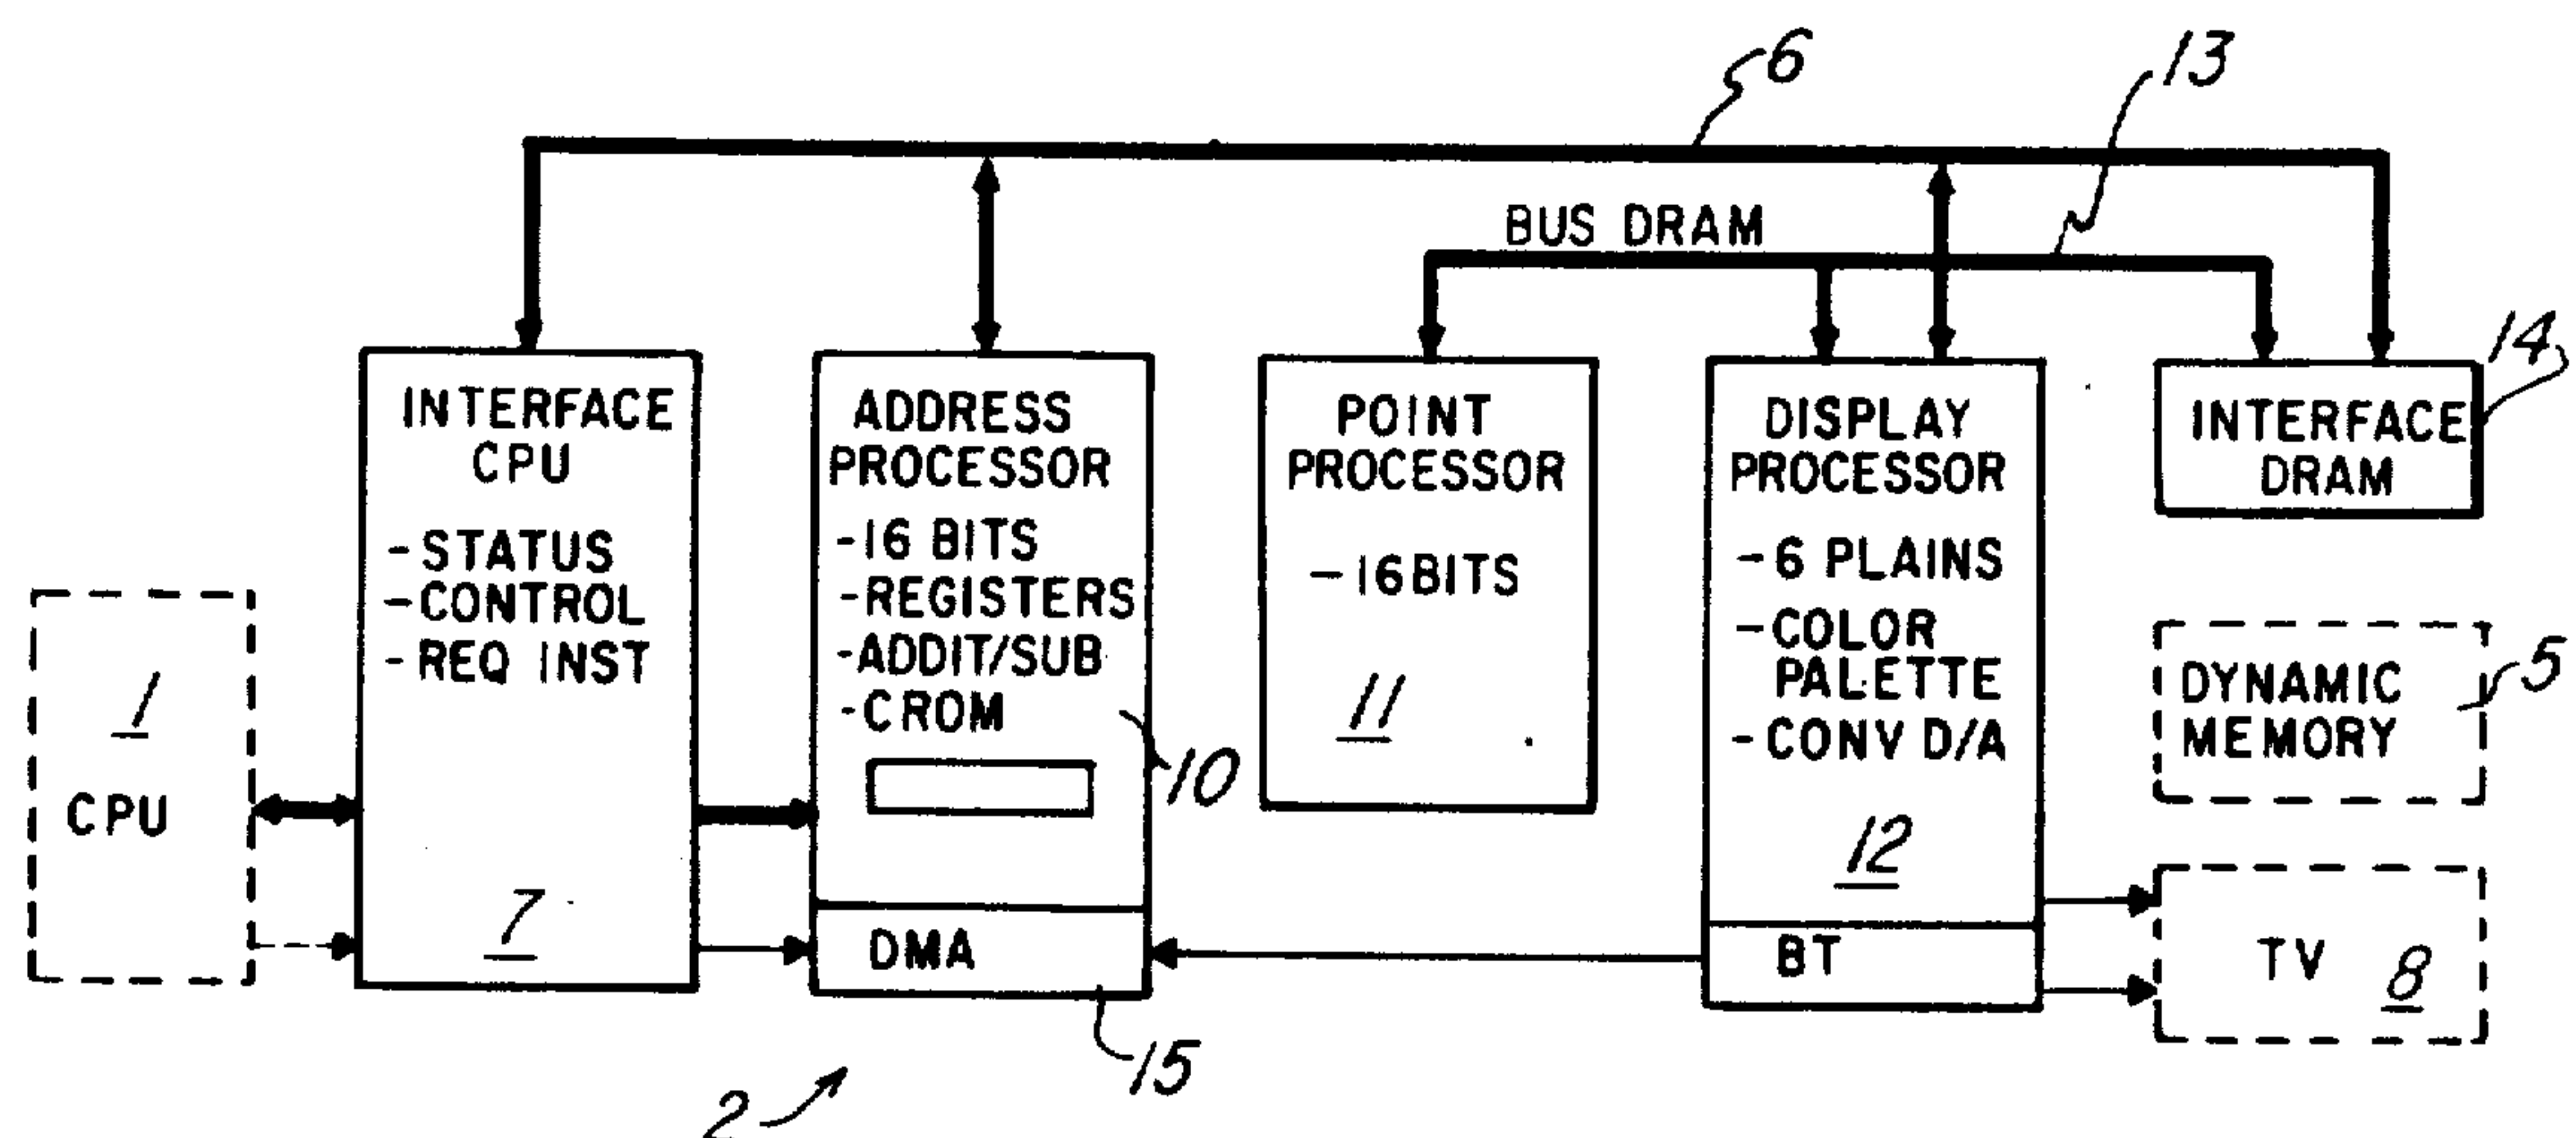 6
13
BUS DRAM
14
INTERFACE
CPU
-STATUS
-CONTROL
-REQ INST
7
ADDRESS
PROCESSOR
-16 BITS
-REGISTERS
-ADDIT/SUB
-CROM
10
DMA
15
POINT
PROCESSOR
-16BITS
11
DISPLAY
PROCESSOR
-6 PLAINS
-COLOR
PALETTE
-CONV D/A
12
BT
INTERFACE
DRAM
DYNAMIC
MEMORY
5
TV 8
1
CPU
2